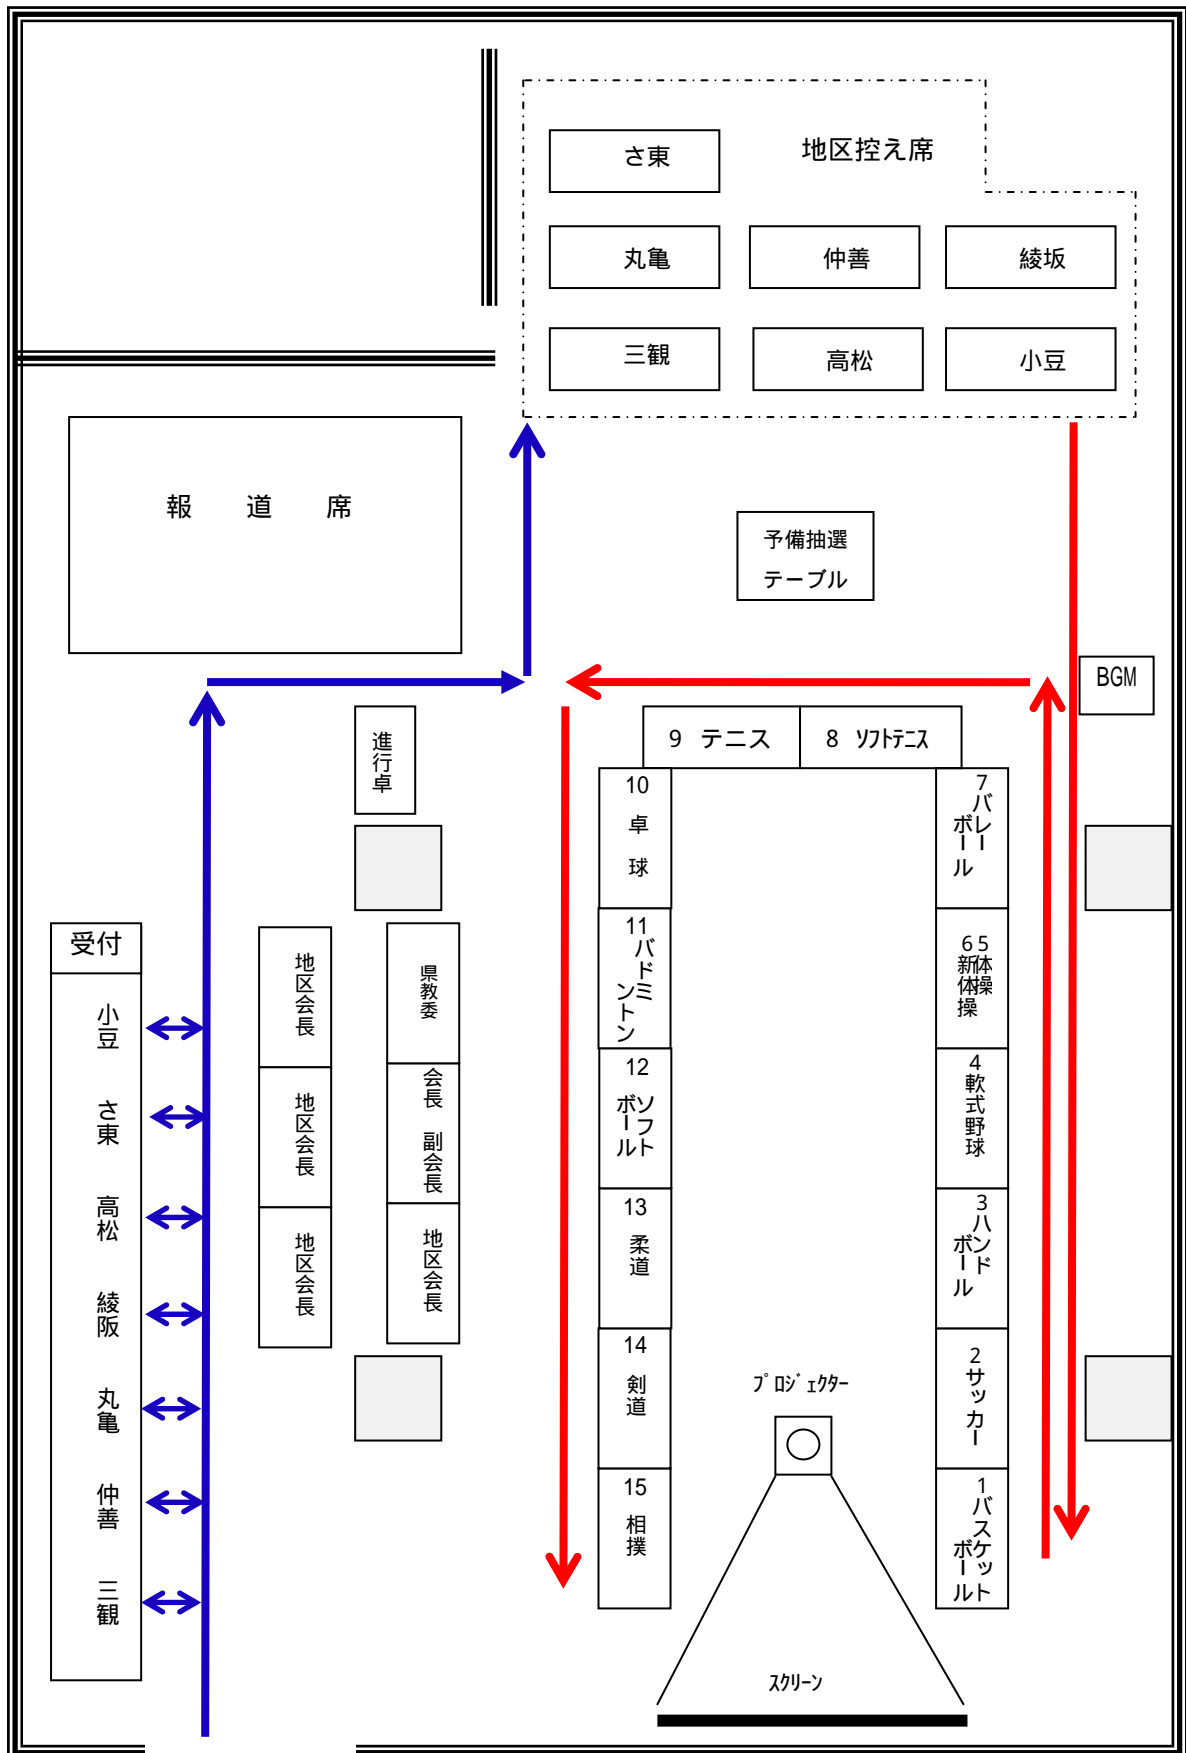 さ東
地区控え席
丸亀
仲善
綾坂
三観
高松
小豆
報　道　席
予備抽選
テーブル
BGM
進行卓
9 テニス
8 ソフトテニス
10
卓球
11
バドミントン
12
ソフトボール
13
柔道
14
剣道
15
相撲
7
バレーボール
5体操
6新体操
4
軟式野球
3
ハンドボール
2
サッカー
1
バスケットボール
受付
小豆
さ東
高松
綾阪
丸亀
仲善
三観
地区会長
地区会長
地区会長
県教委
会長　副会長
地区会長
プロジェクター
スクリーン